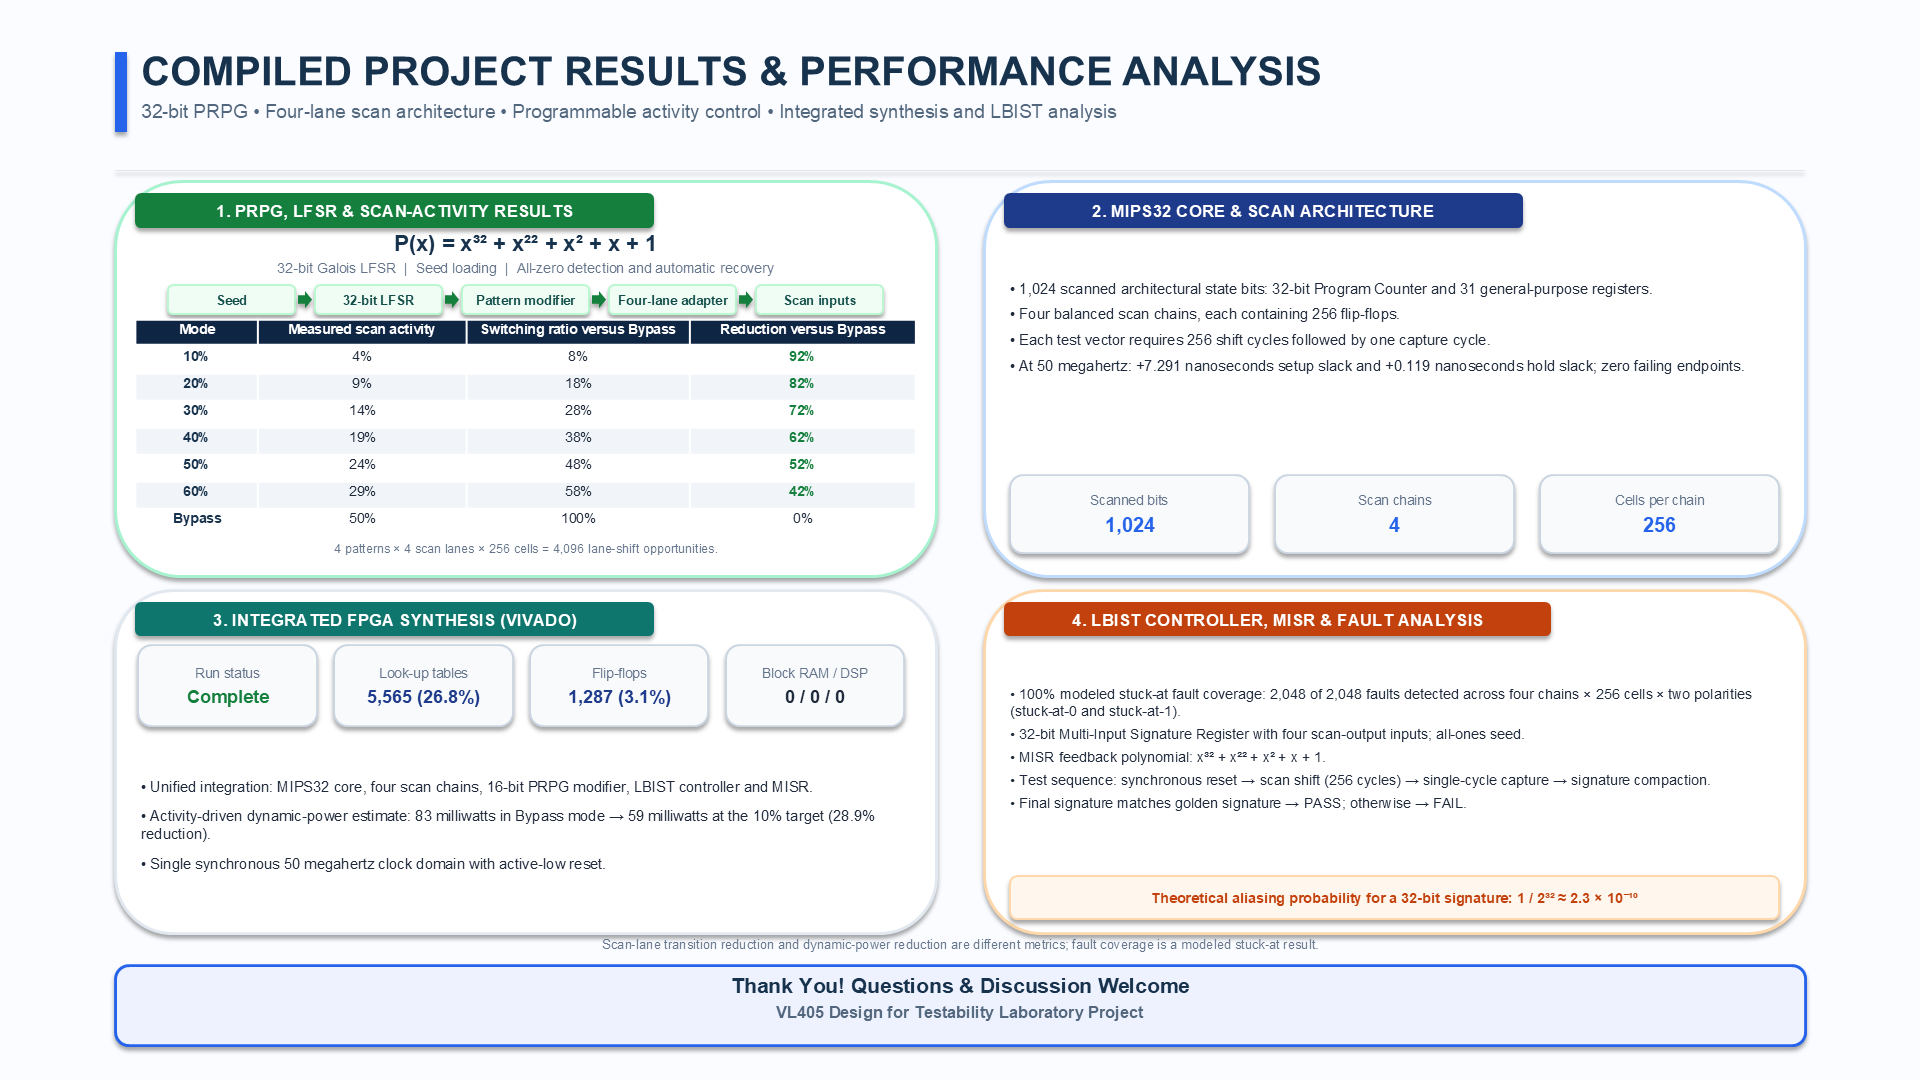 COMPILED PROJECT RESULTS & PERFORMANCE ANALYSIS
32-bit PRPG • Four-lane scan architecture • Programmable activity control • Integrated synthesis and LBIST analysis
1. PRPG, LFSR & SCAN-ACTIVITY RESULTS
P(x) = x³² + x²² + x² + x + 1
32-bit Galois LFSR | Seed loading | All-zero detection and automatic recovery
Seed
32-bit LFSR
Pattern modifier
Four-lane adapter
Scan inputs
Mode Measured scan activity Switching ratio versus Bypass Reduction versus Bypass
10% 4% 8% 92%
20% 9% 18% 82%
30% 14% 28% 72%
40% 19% 38% 62%
50% 24% 48% 52%
60% 29% 58% 42%
Bypass 50% 100% 0%
4 patterns × 4 scan lanes × 256 cells = 4,096 lane-shift opportunities.
2. MIPS32 CORE & SCAN ARCHITECTURE
• 1,024 scanned architectural state bits: 32-bit Program Counter and 31 general-purpose registers.
• Four balanced scan chains, each containing 256 flip-flops.
• Each test vector requires 256 shift cycles followed by one capture cycle.
• At 50 megahertz: +7.291 nanoseconds setup slack and +0.119 nanoseconds hold slack; zero failing endpoints.
Scanned bits
1,024
Scan chains
4
Cells per chain
256
3. INTEGRATED FPGA SYNTHESIS (VIVADO)
Run status
Complete
Look-up tables
5,565 (26.8%)
Flip-flops
1,287 (3.1%)
Block RAM / DSP
0 / 0 / 0
• Unified integration: MIPS32 core, four scan chains, 16-bit PRPG modifier, LBIST controller and MISR.
• Activity-driven dynamic-power estimate: 83 milliwatts in Bypass mode → 59 milliwatts at the 10% target (28.9%
reduction).
• Single synchronous 50 megahertz clock domain with active-low reset.
4. LBIST CONTROLLER, MISR & FAULT ANALYSIS
• 100% modeled stuck-at fault coverage: 2,048 of 2,048 faults detected across four chains × 256 cells × two polarities
(stuck-at-0 and stuck-at-1).
• 32-bit Multi-Input Signature Register with four scan-output inputs; all-ones seed.
• MISR feedback polynomial: x³² + x²² + x² + x + 1.
• Test sequence: synchronous reset → scan shift (256 cycles) → single-cycle capture → signature compaction.
• Final signature matches golden signature → PASS; otherwise → FAIL.
Theoretical aliasing probability for a 32-bit signature: 1 / 2³² ≈ 2.3 × 10⁻¹⁰
Scan-lane transition reduction and dynamic-power reduction are different metrics; fault coverage is a modeled stuck-at result.
Thank You! Questions & Discussion Welcome
VL405 Design for Testability Laboratory Project